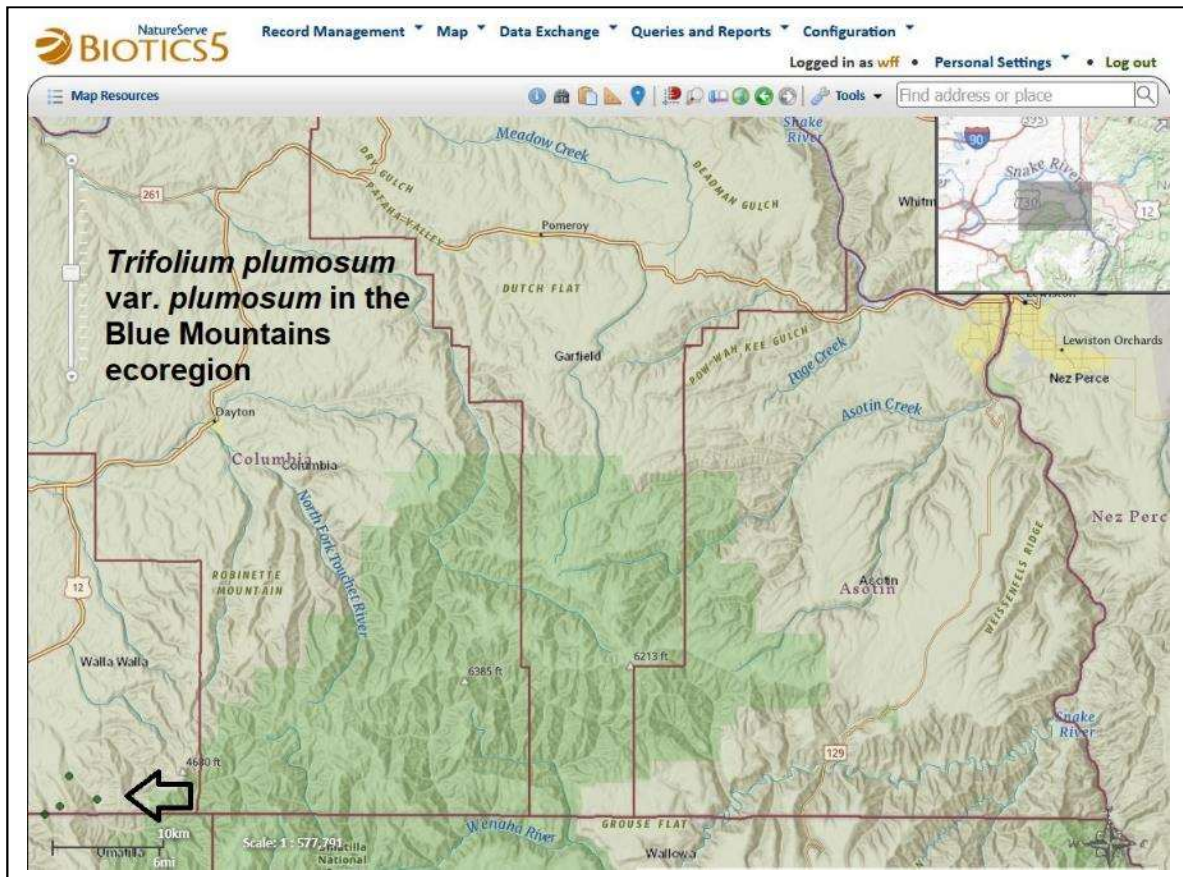 NatureServe
BIOTICS5
Record Management Map Data Exchange Queries and Reports Configuration
Logged in as wff • Personal Settings • Log out
Map Resources
Tools
Find address or place
Snake River
395
90
Snake River
730
12
Meadow Creek
DRY GULCH
PATAHA VALLEY
DEADMAN GULCH
261
Whitm
Pomeroy
Trifolium plumosum
var. plumosum in the
Blue Mountains
ecoregion
DUTCH FLAT
Lewiston
Garfield
POW-WAH KEE GULCH
Page Creek
Lewiston Orchards
Nez Perce
Asotin Creek
Dayton
Columbia
Columbia
North Fork Touchet River
Nez Perc
ROBINETTE MOUNTAIN
12
Asotin
Asotin
WEISSENFELS RIDGE
Walla Walla
6385 ft
6213 ft
Snake River
129
4680 ft
10km
6mi
Umatilla
Scale: 1 : 577,791
Umatilla National
Wenaha River
GROUSE FLAT
Wallowa